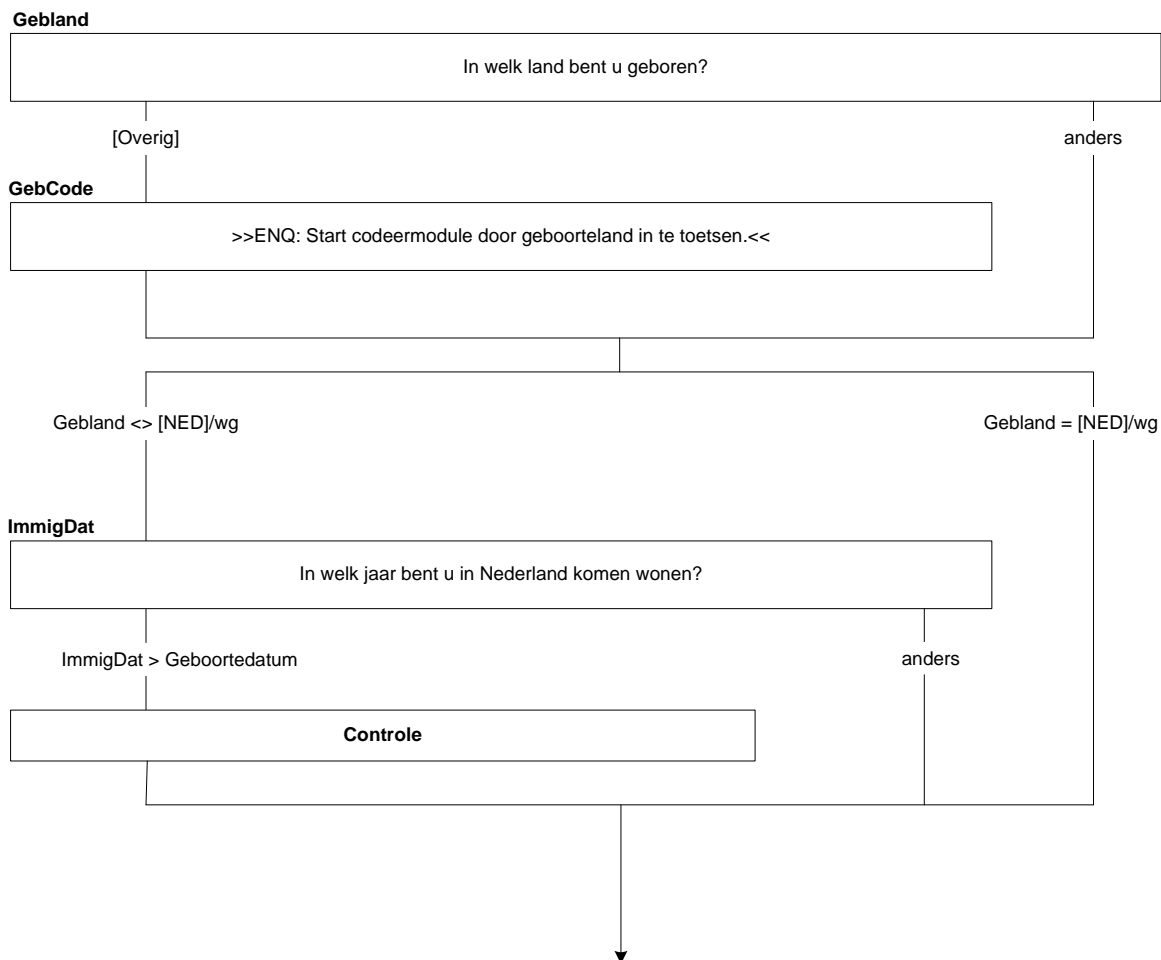 Gebland
In welk land bent u geboren?
[Overig]
anders
GebCode
>>ENQ: Start codeermodule door geboorteland in te toetsen.<<
Gebland <> [NED]/wg
Gebland = [NED]/wg
ImmigDat
In welk jaar bent u in Nederland komen wonen?
ImmigDat > Geboortedatum
anders
Controle